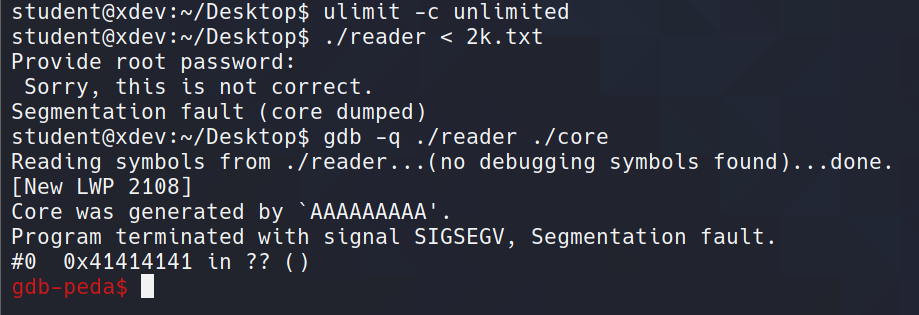 student@xdev:~/Desktop$ ulimit -c unlimited
student@xdev:~/Desktop$ ./reader < 2k.txt
Provide root password:
 Sorry, this is not correct.
Segmentation fault (core dumped)
student@xdev:~/Desktop$ gdb -q ./reader ./core
Reading symbols from ./reader...(no debugging symbols found)...done.
[New LWP 2108]
Core was generated by `AAAAAAAAA'.
Program terminated with signal SIGSEGV, Segmentation fault.
#0  0x41414141 in ?? ()
gdb-peda$